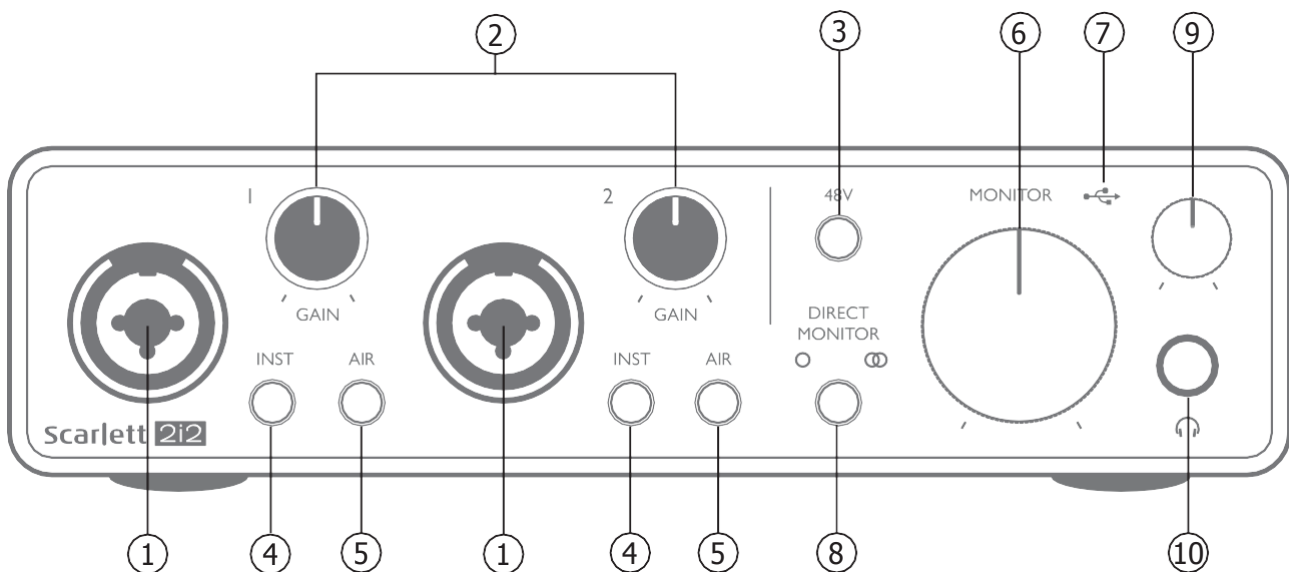 2
3
6
7
9
1
2
48V
MONITOR
GAIN
GAIN
DIRECT
MONITOR
INST
AIR
INST
AIR
Scarlett 2i2
1
4
5
1
4
5
8
10